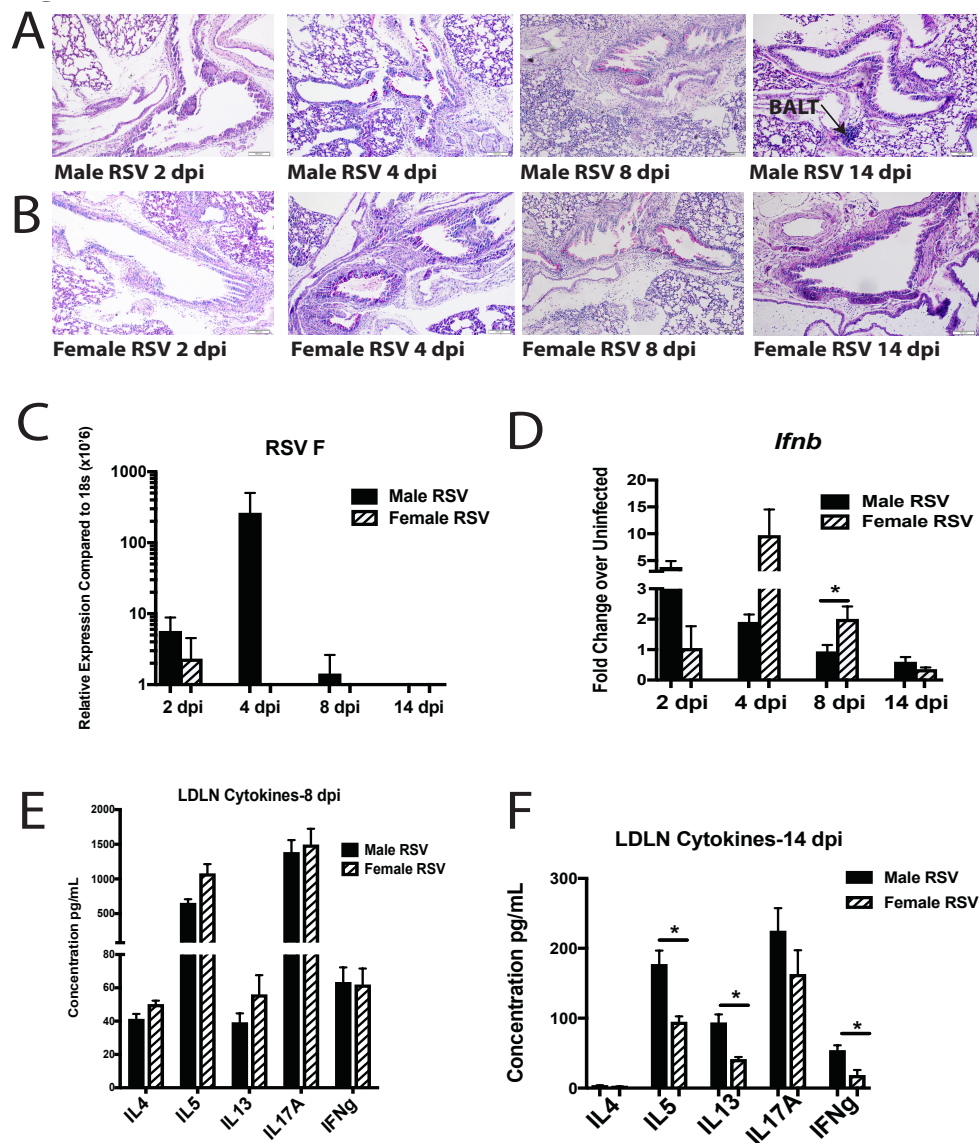 A
BALT
Male RSV 2 dpi
Male RSV 4 dpi
Male RSV 8 dpi
Male RSV 14 dpi
B
Female RSV 2 dpi
Female RSV 4 dpi
Female RSV 8 dpi
Female RSV 14 dpi
C
RSV F
Relative Expression Compared to 18s (x10'6)
1000
100
10
1
Male RSV
Female RSV
2 dpi
4 dpi
8 dpi
14 dpi
D
Ifnb
Fold Change over Uninfected
20
15
10
5
3
2
1
0
Male RSV
Female RSV
*
2 dpi
4 dpi
8 dpi
14 dpi
E
LDLN Cytokines-8 dpi
Concentration pg/mL
2000
1500
1000
500
80
60
40
20
0
Male RSV
Female RSV
IL4
IL5
IL13
IL17A
IFNg
F
LDLN Cytokines-14 dpi
Concentration pg/mL
300
200
100
0
Male RSV
Female RSV
*
*
*
IL4
IL5
IL13
IL17A
IFNg